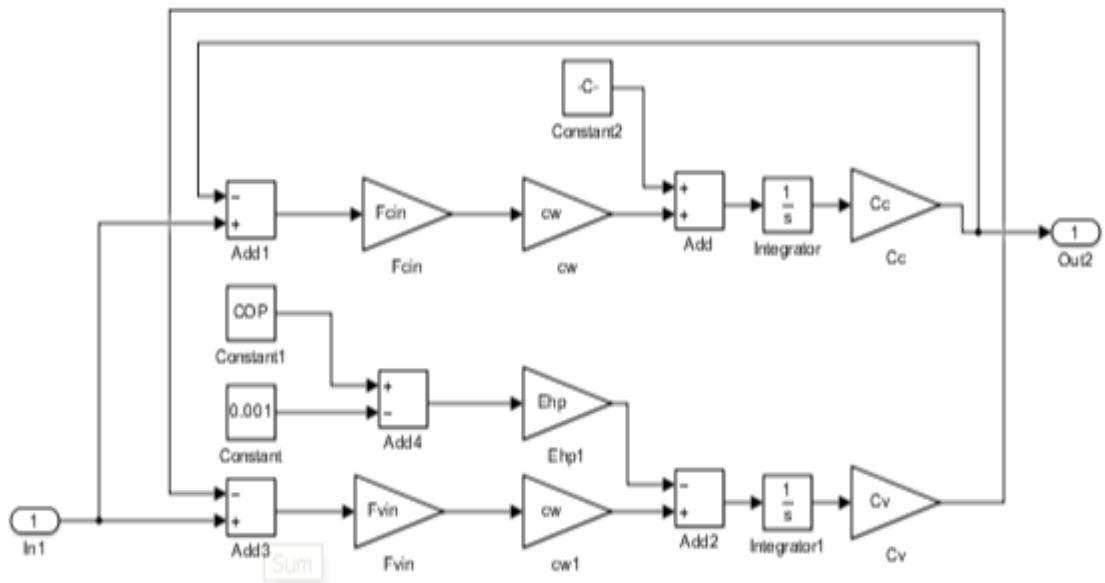 -C-
Constant2
−
+
Add1
Fcin
Fcin
cw
cw
+
+
Add
1
s
Integrator
Cc
Cc
1
Out2
COP
Constant1
0.001
Constant
+
−
Add4
Ehp
Ehp1
1
In1
−
+
Add3
Sum
Fvin
Fvin
cw
cw1
−
+
Add2
1
s
Integrator1
Cv
Cv